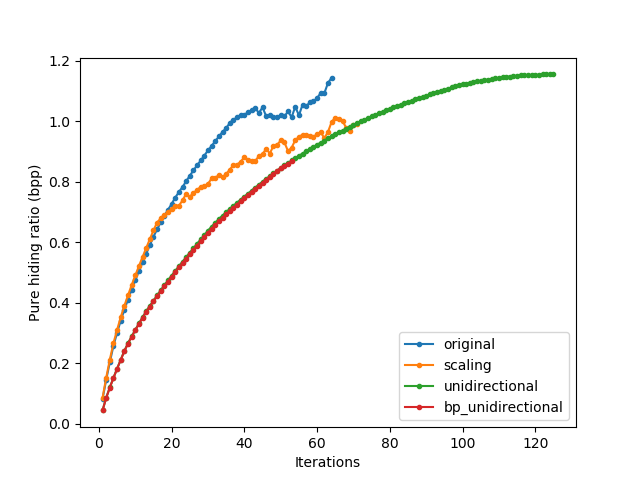 Pure hiding ratio (bpp)
1.2
1.0
0.8
0.6
0.4
0.2
0.0
0 20 40 60 80 100 120
Iterations
original
scaling
unidirectional
bp_unidirectional